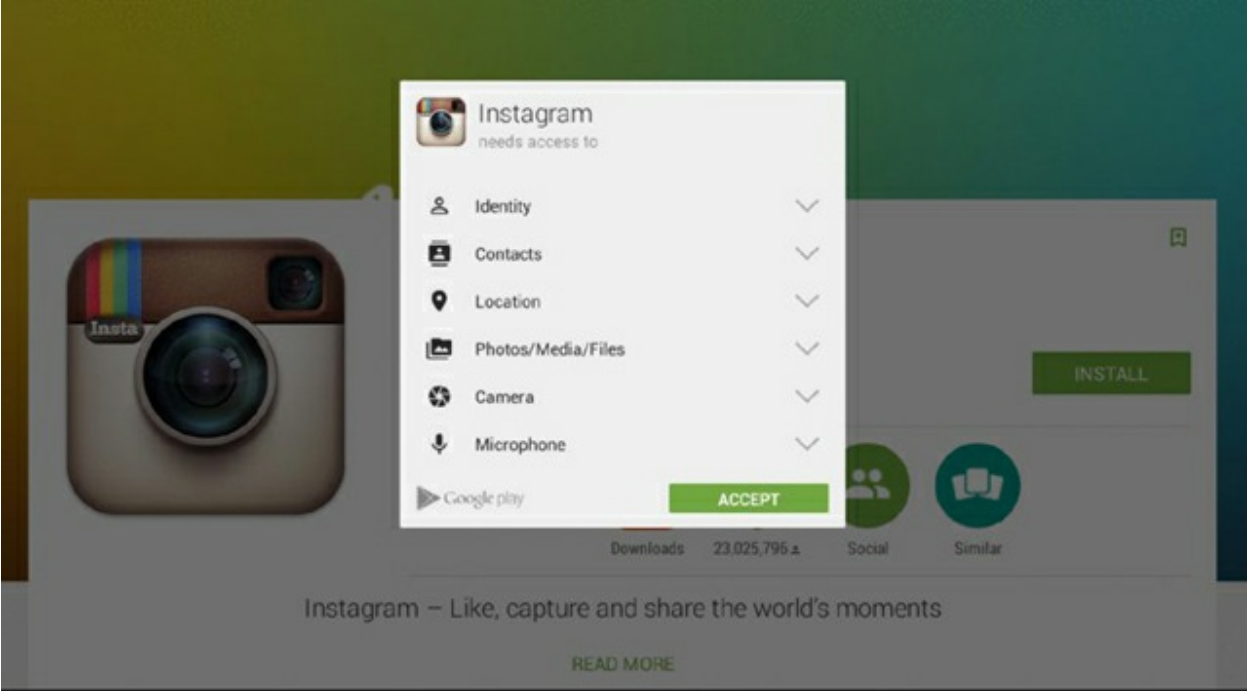 Instagram
needs access to
Identity
Contacts
Location
Photos/Media/Files
Camera
Microphone
Google play
ACCEPT
Insta
INSTALL
Downloads
23,025,796
Social
Similar
Instagram – Like, capture and share the world's moments
READ MORE